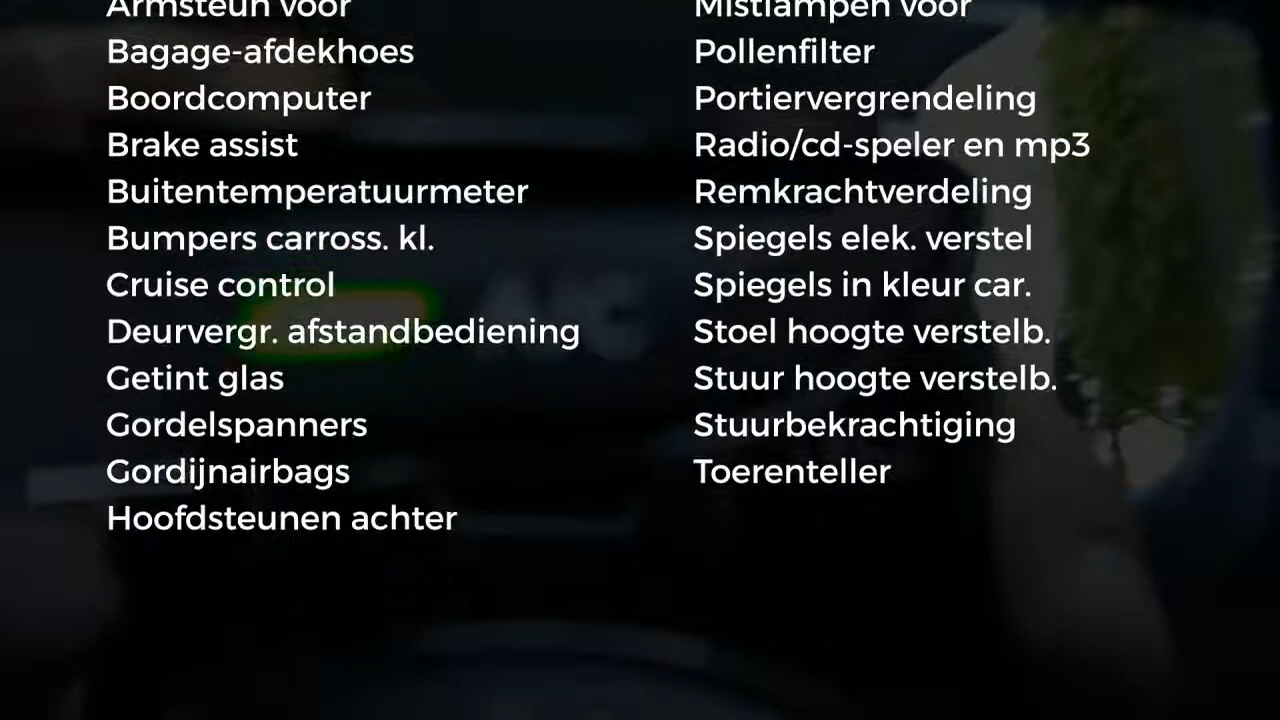 Armsteun voor
Bagage-afdekhoes
Boordcomputer
Brake assist
Buitentemperatuurmeter
Bumpers carross. kl.
Cruise control
Deurvergr. afstandbediening
Getint glas
Gordelspanners
Gordijnairbags
Hoofdsteunen achter
Mistlampen voor
Pollenfilter
Portiervergrendeling
Radio/cd-speler en mp3
Remkrachtverdeling
Spiegels elek. verstel
Spiegels in kleur car.
Stoel hoogte verstelb.
Stuur hoogte verstelb.
Stuurbekrachtiging
Toerenteller
A/C